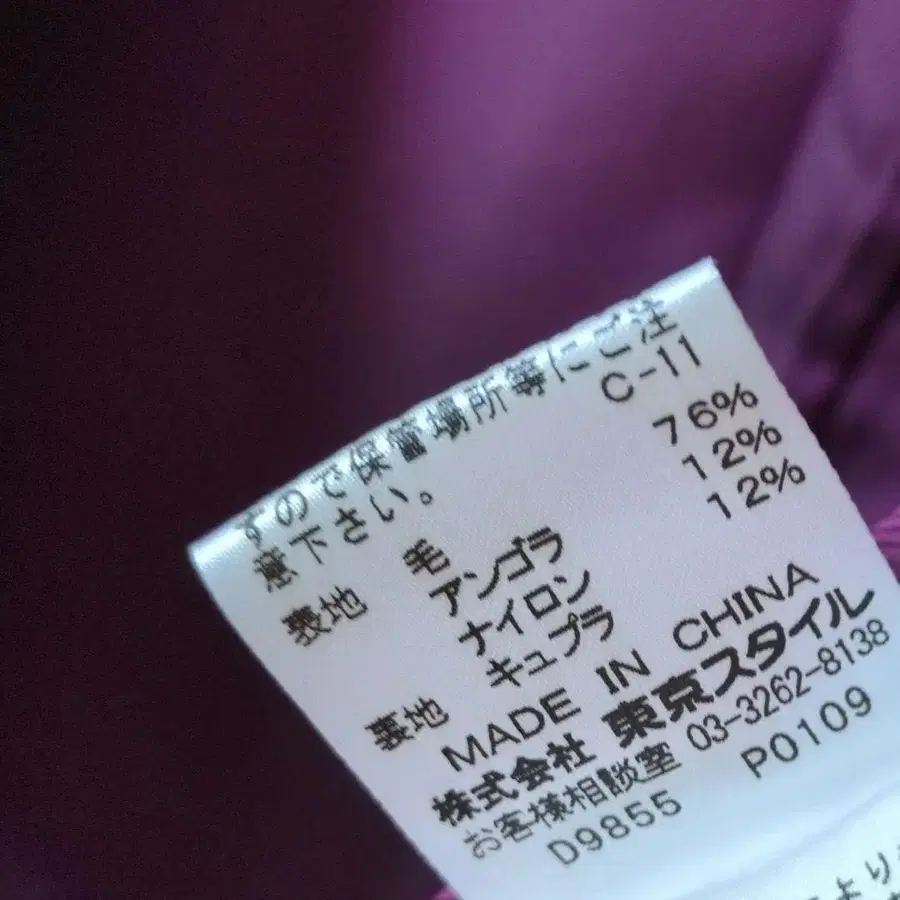 すので保管場所等にご注
意下さい。 C-11
表地 毛 76%
アンゴラ 12%
ナイロン 12%
裏地 キュプラ
MADE IN CHINA
株式会社 東京スタイル
お客様相談室 03-3262-8138
D9855 P0109
より